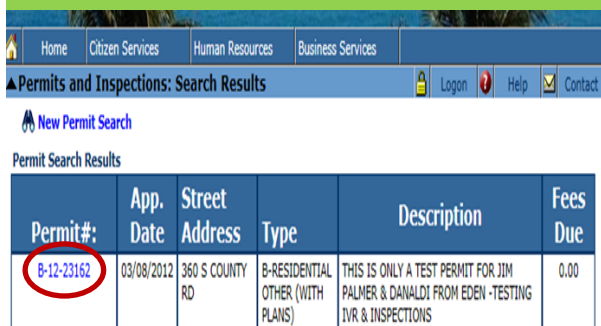 Home Citizen Services Human Resources Business Services
▲Permits and Inspections: Search Results Logon Help Contact
New Permit Search
Permit Search Results
Permit#: App. Date Street Address Type Description Fees Due
B-12-23162 03/08/2012 360 S COUNTY B-RESIDENTIAL THIS IS ONLY A TEST PERMIT FOR JIM 0.00
RD OTHER (WITH PALMER & DANALDI FROM EDEN -TESTING
PLANS) IVR & INSPECTIONS